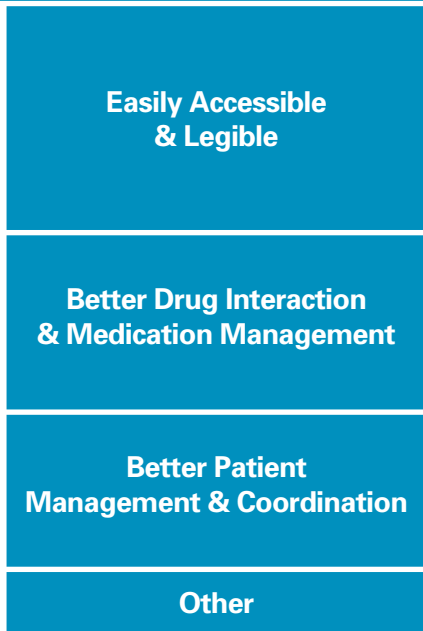 Easily Accessible
& Legible
Better Drug Interaction
& Medication Management
Better Patient
Management & Coordination
Other